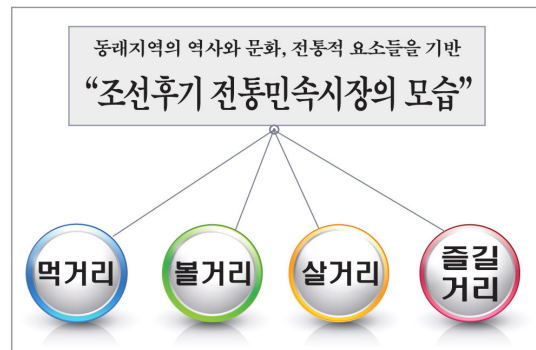 동래지역의 역사와 문화, 전통적 요소들을 기반
“조선후기 전통민속시장의 모습”
먹거리
볼거리
살거리
즐길
거리